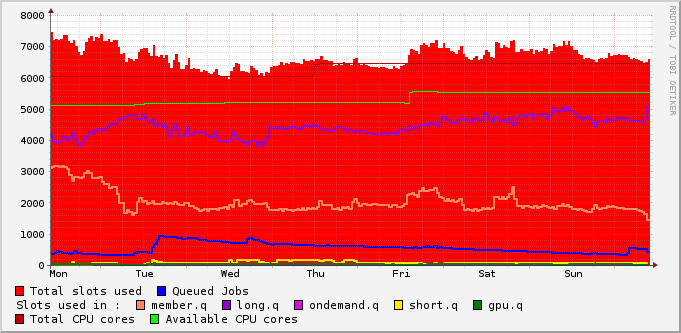 8000
7000
6000
5000
4000
3000
2000
1000
0
Mon Tue Wed Thu Fri Sat Sun
RRDTOOL / TOBI OETIKER
Total slots used Queued Jobs
Slots used in : member.q long.q ondemand.q short.q gpu.q
Total CPU cores Available CPU cores